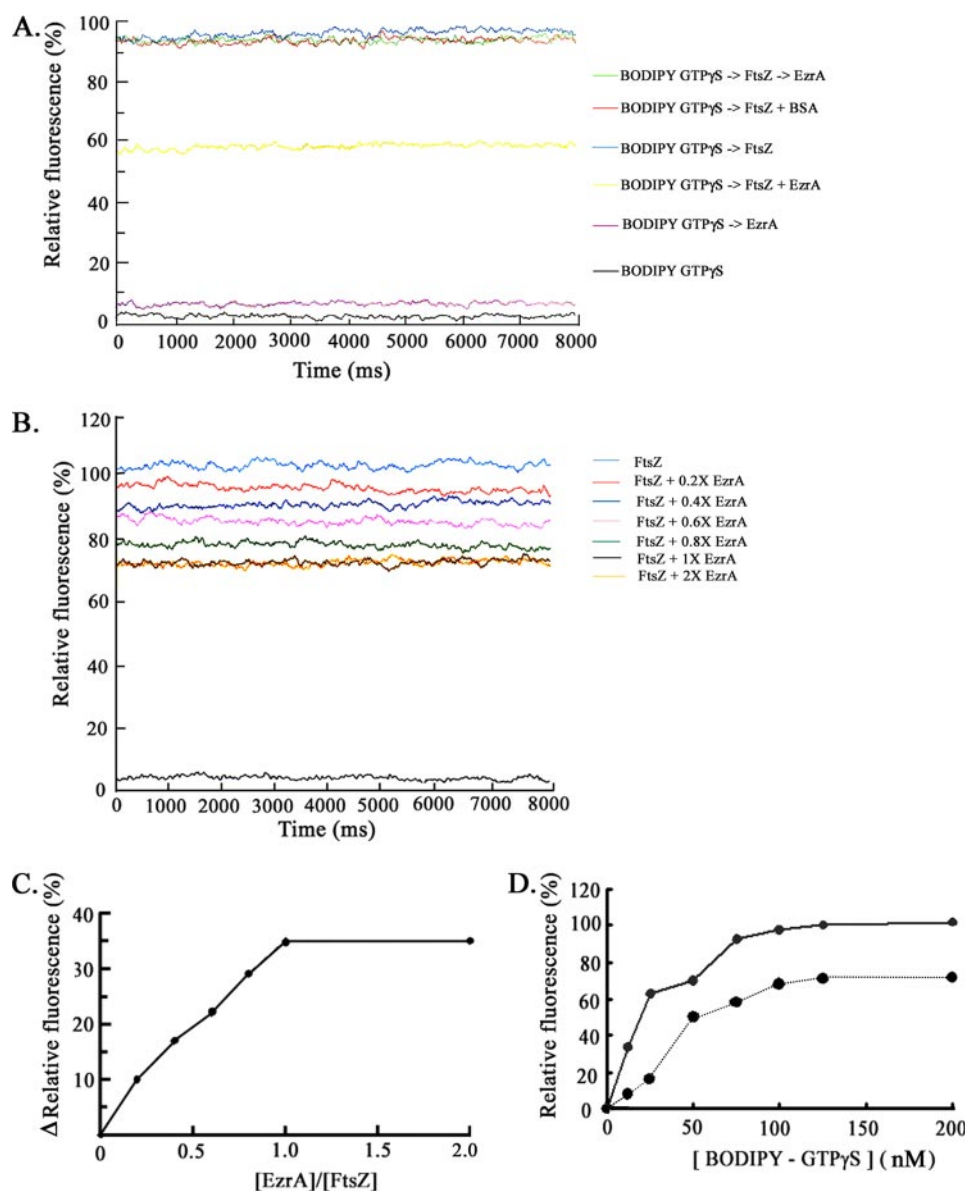 A.
Relative fluorescence (%)
100
80
60
40
20
0
0 1000 2000 3000 4000 5000 6000 7000 8000
Time (ms)
BODIPY GTPγS -> FtsZ -> EzrA
BODIPY GTPγS -> FtsZ + BSA
BODIPY GTPγS -> FtsZ
BODIPY GTPγS -> FtsZ + EzrA
BODIPY GTPγS -> EzrA
BODIPY GTPγS
B.
Relative fluorescence (%)
120
100
80
60
40
20
0
0 1000 2000 3000 4000 5000 6000 7000 8000
Time (ms)
FtsZ
FtsZ + 0.2X EzrA
FtsZ + 0.4X EzrA
FtsZ + 0.6X EzrA
FtsZ + 0.8X EzrA
FtsZ + 1X EzrA
FtsZ + 2X EzrA
C.
Δ Relative fluorescence (%)
40
30
20
10
0 0.5 1.0 1.5 2.0
[EzrA]/[FtsZ]
D.
Relative fluorescence (%)
120
100
80
60
40
20
0
0 50 100 150 200
[ BODIPY - GTPγS ] ( nM)